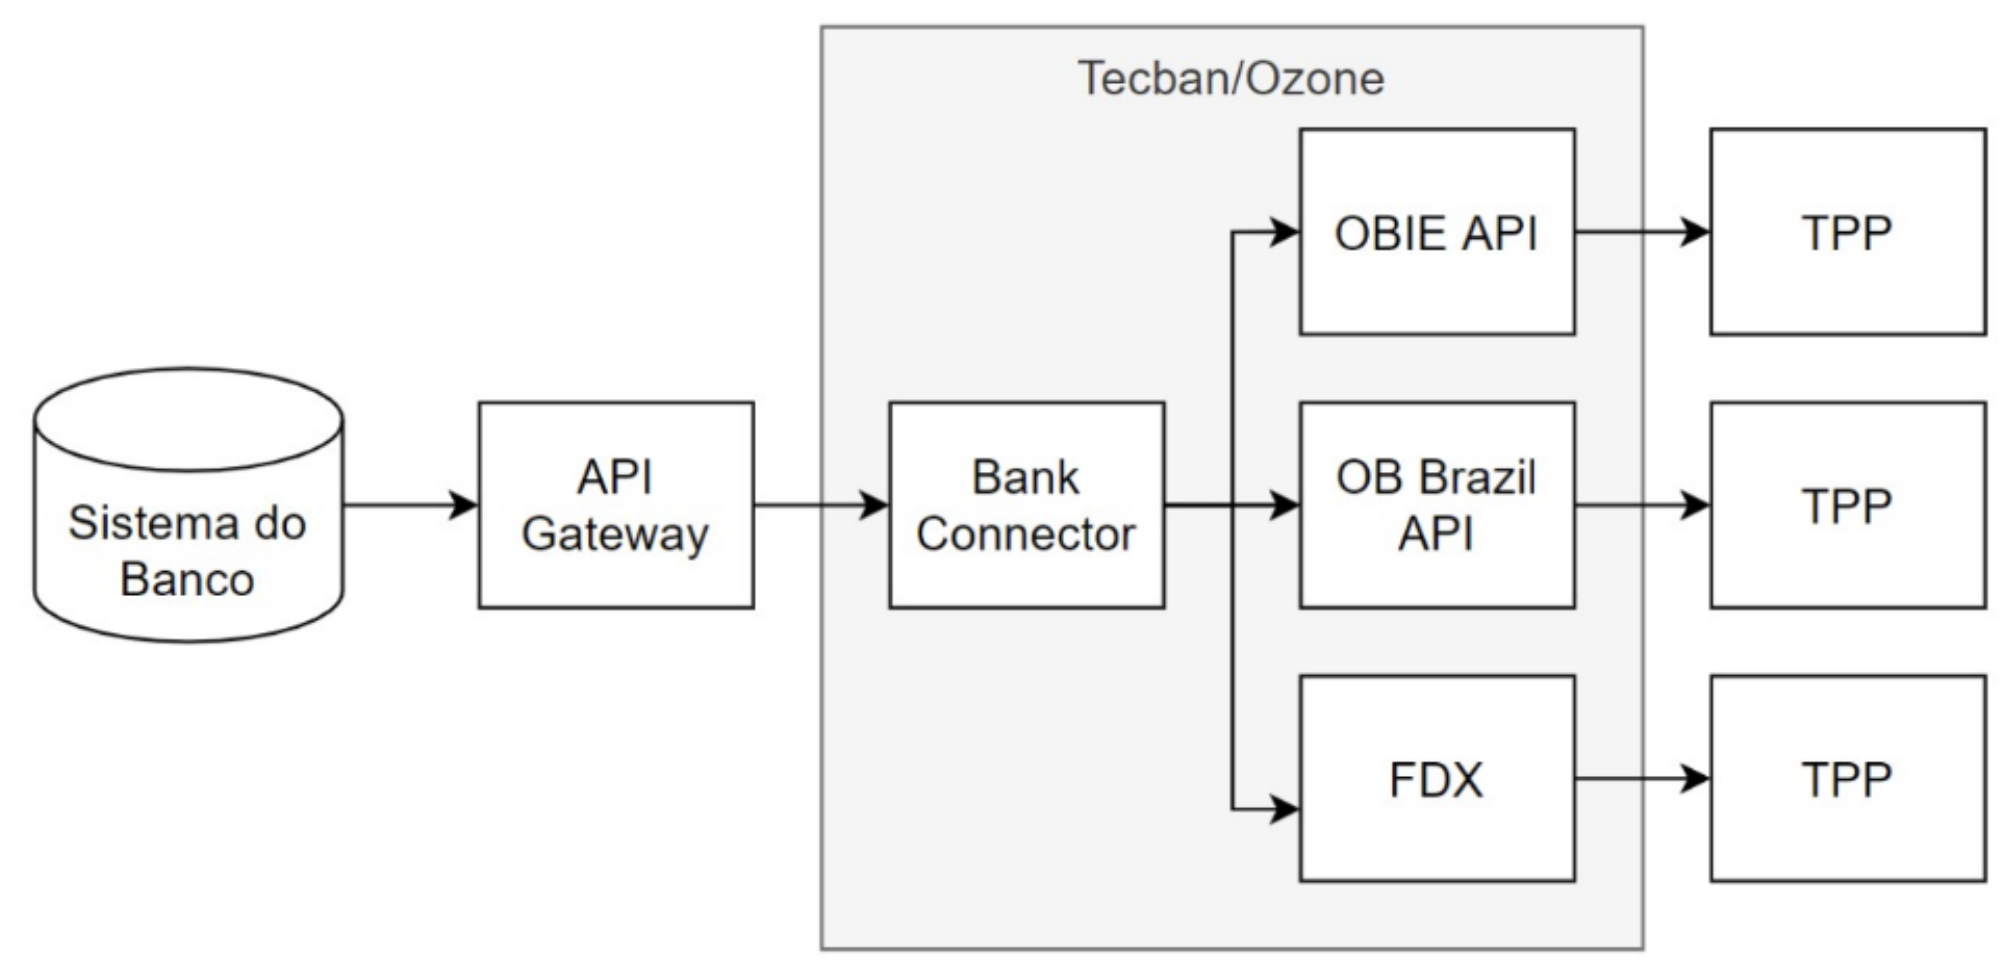 Tecban/Ozone
OBIE API
TPP
Sistema do
Banco
API
Gateway
Bank
Connector
OB Brazil
API
TPP
FDX
TPP